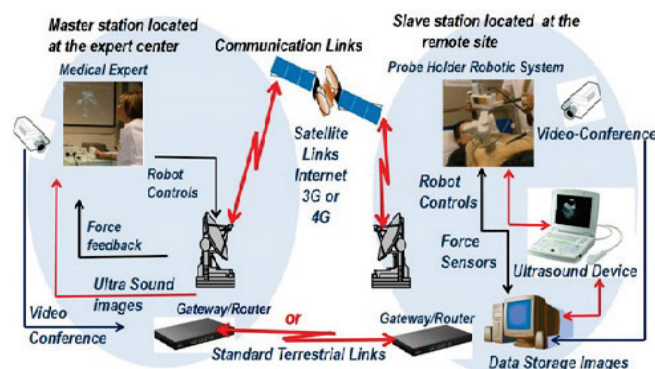 Master station located
at the expert center
Medical Expert
Communication Links
Slave station located at the
remote site
Probe Holder Robotic System
Video-Conference
Satellite
Links
Internet
3G or
4G
Robot
Controls
Force
feedback
Ultra Sound
images
Video
Conference
Gateway/Router
or
Standard Terrestrial Links
Gateway/Router
Robot
Controls
Force
Sensors
Ultrasound Device
Data Storage Images